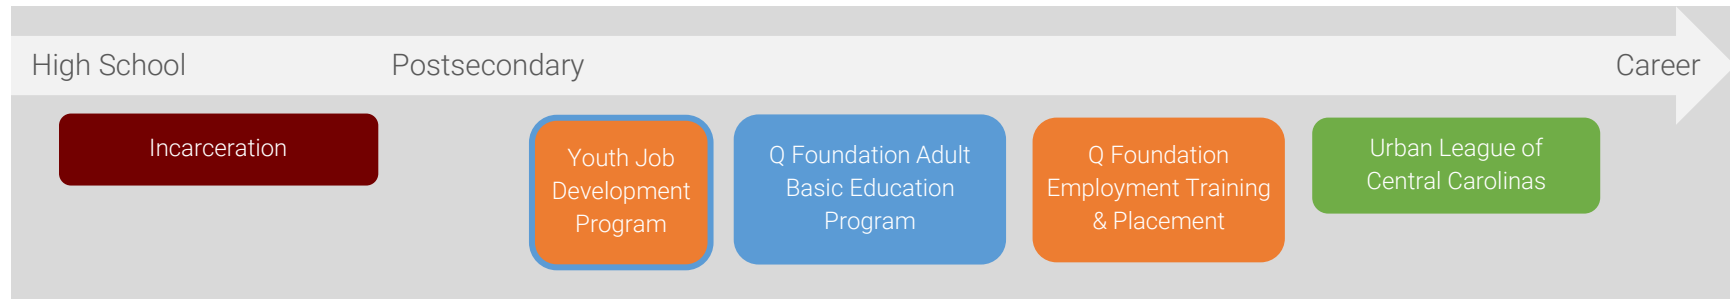 High School
Postsecondary
Career
Incarceration
Youth Job
Development
Program
Q Foundation Adult
Basic Education
Program
Q Foundation
Employment Training
& Placement
Urban League of
Central Carolinas